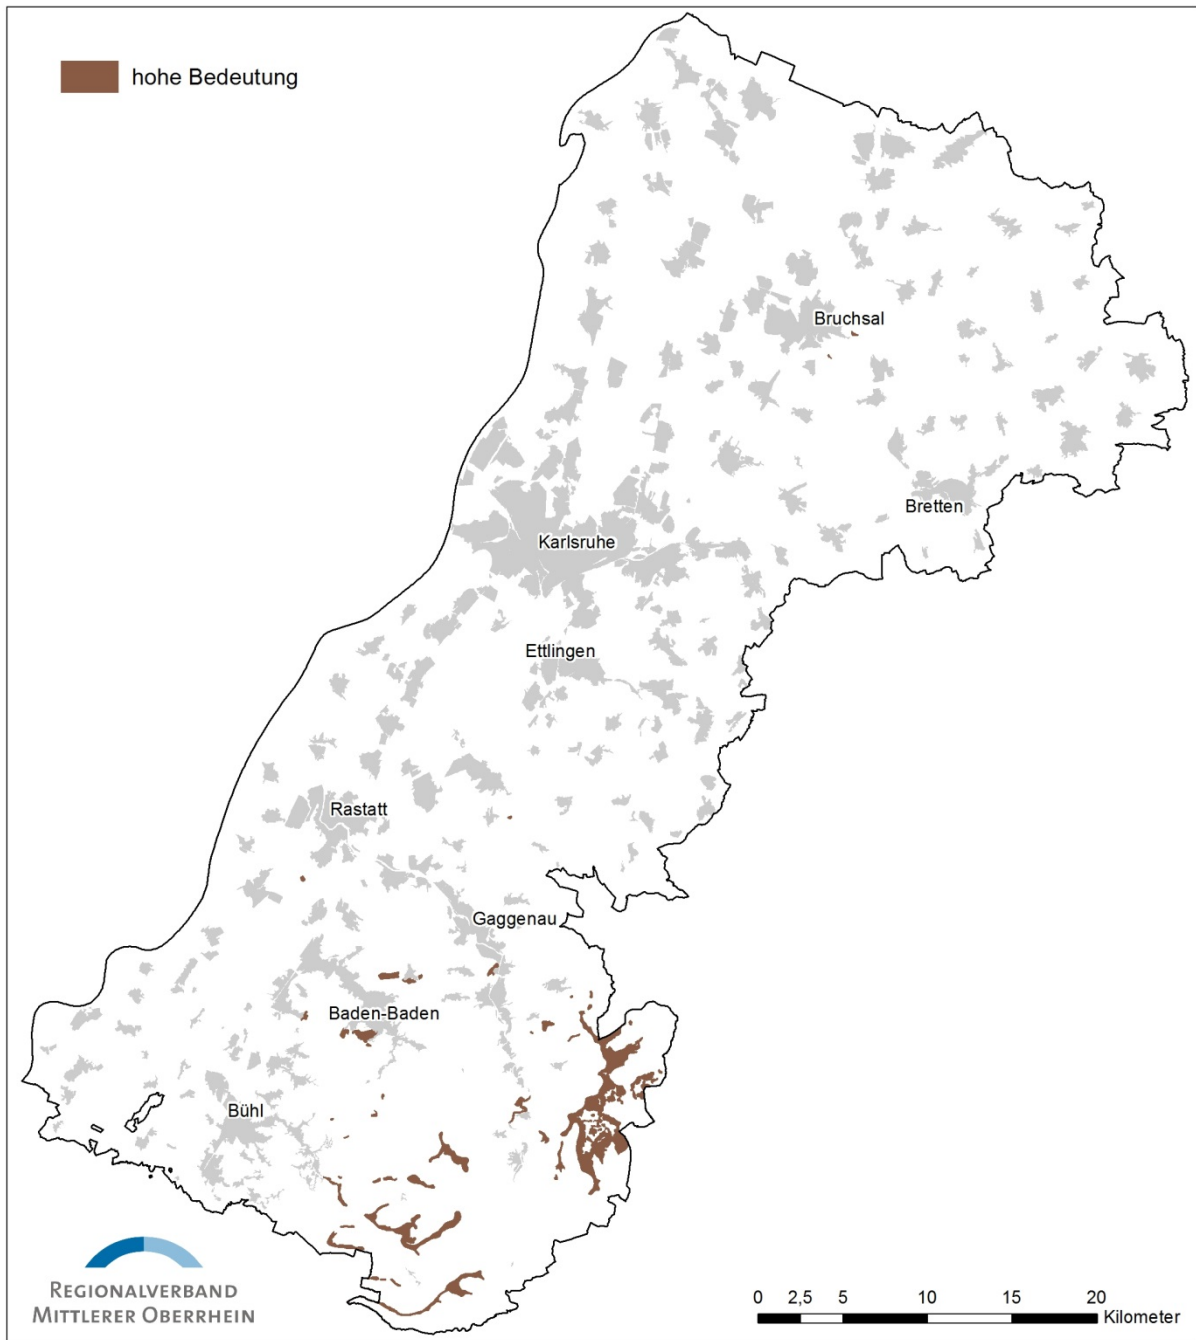 hohe Bedeutung
Bruchsal
Bretten
Karlsruhe
Ettlingen
Rastatt
Gaggenau
Baden-Baden
Bühl
REGIONALVERBAND
MITTLERER OBERRHEIN
0 2,5 5 10 15 20
Kilometer